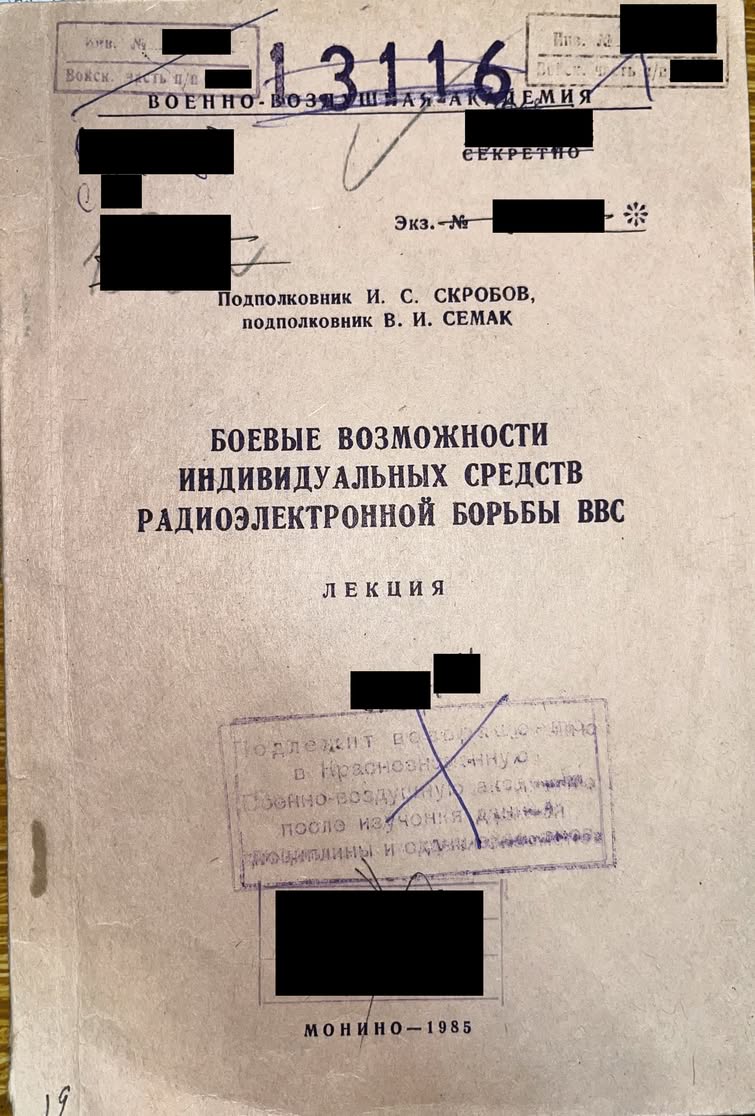 Инв. №
Войск. часть п/п
Инв. №
Войск. часть п/п
13116
ВОЕННО-ВОЗДУШНАЯ АКАДЕМИЯ
СЕКРЕТНО
Экз. №
Подполковник И. С. СКРОБОВ,
подполковник В. И. СЕМАК
БОЕВЫЕ ВОЗМОЖНОСТИ
ИНДИВИДУАЛЬНЫХ СРЕДСТВ
РАДИОЭЛЕКТРОННОЙ БОРЬБЫ ВВС
ЛЕКЦИЯ
Подлежит
в Краснознаменную
Военно-воздушную академию
после изучения данной
дисциплины и сдачи
МОНИНО—1985
19